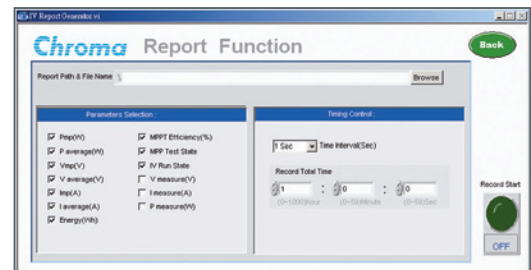 IV Report Generator.vi
Chroma Report Function
Back
Report Path & File Name
Browse
Parameters Selection :
Pmp(W)
P average(W)
Vmp(V)
V average(V)
Imp(A)
I average(A)
Energy(Wh)
MPPT Efficiency(%)
MPP Test State
IV Run State
V measure(V)
I measure(A)
P measure(W)
Timing Control :
1 Sec Time Interval(Sec)
Record Total Time
1 : 0 : 0
(0~1000)Hour (0~59)Minute (0~59)Sec
Record Start
OFF